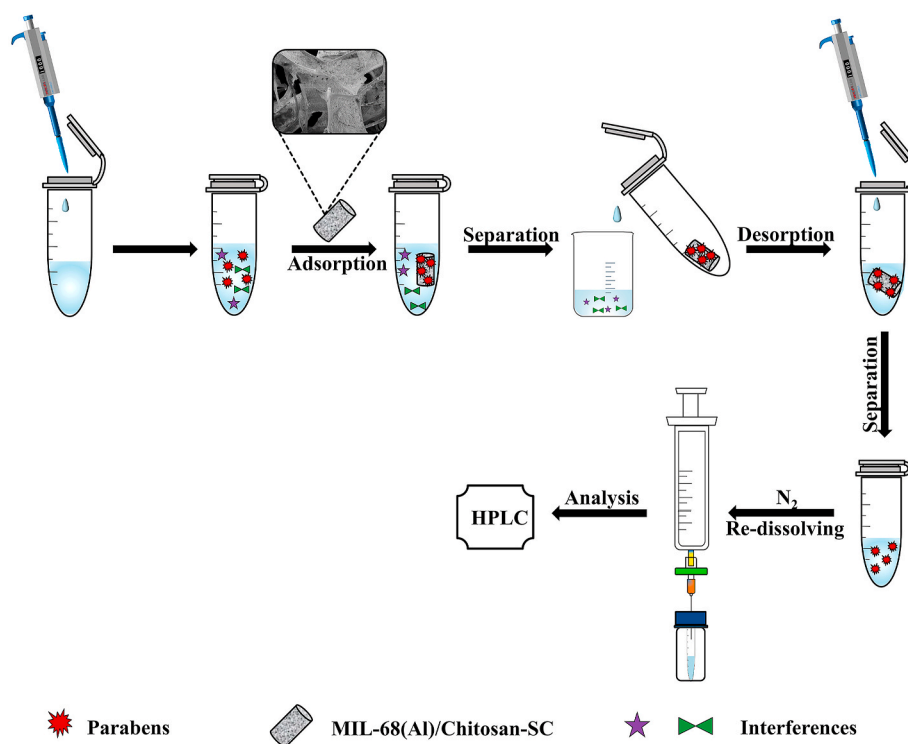 Adsorption
Separation
Desorption
Separation
N₂
Re-dissolving
Analysis
HPLC
Parabens
MIL-68(Al)/Chitosan-SC
Interferences